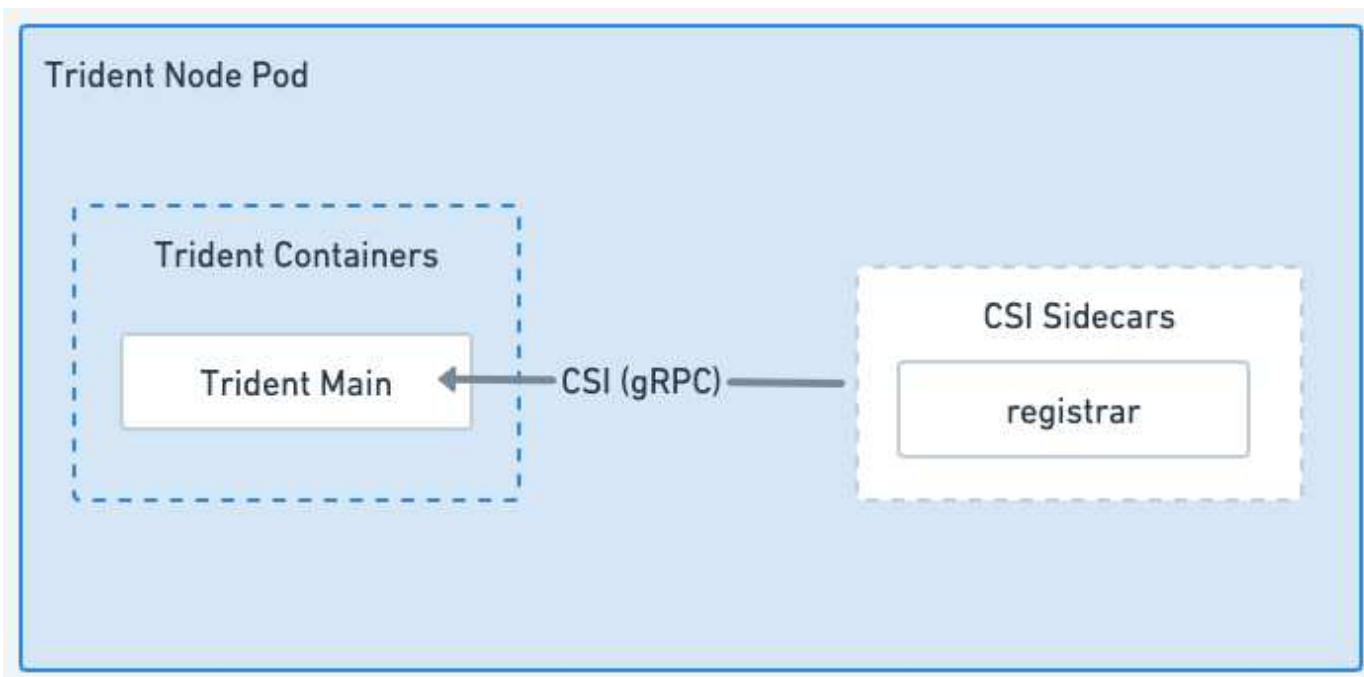 Trident Node Pod
Trident Containers
CSI Sidecars
Trident Main
CSI (gRPC)
registrar